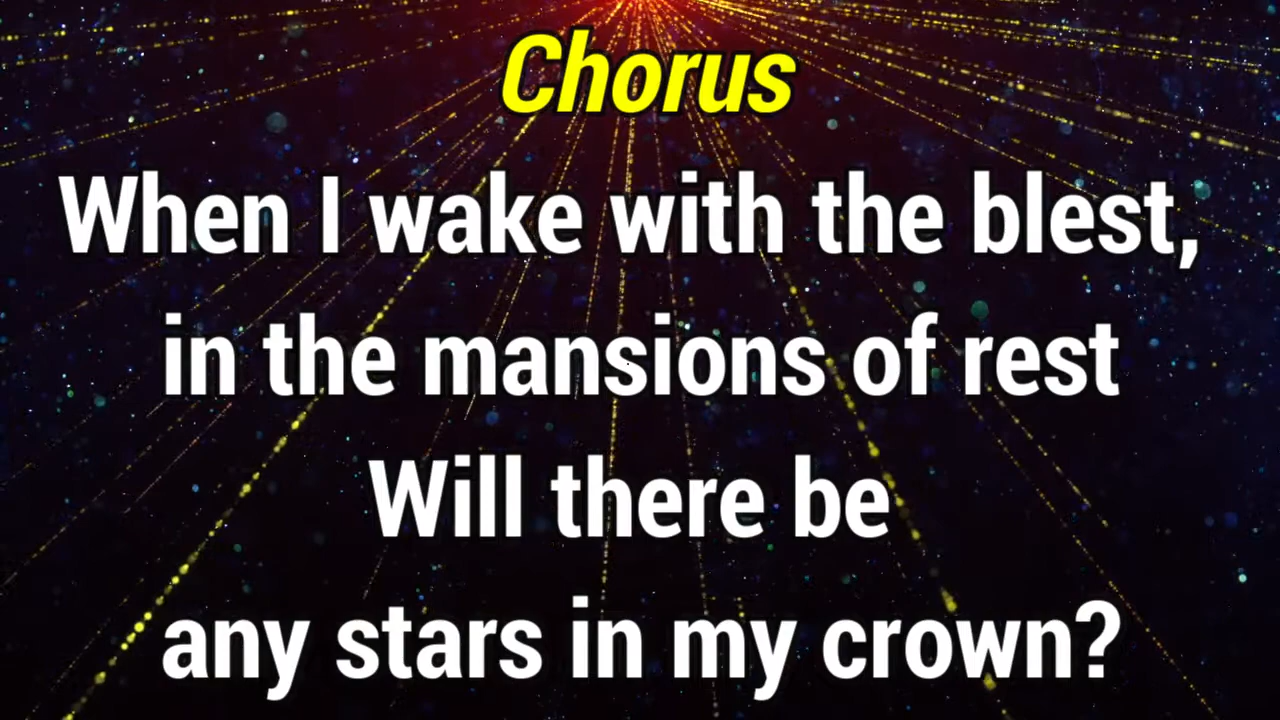 Chorus
When I wake with the blest,
in the mansions of rest
Will there be
any stars in my crown?